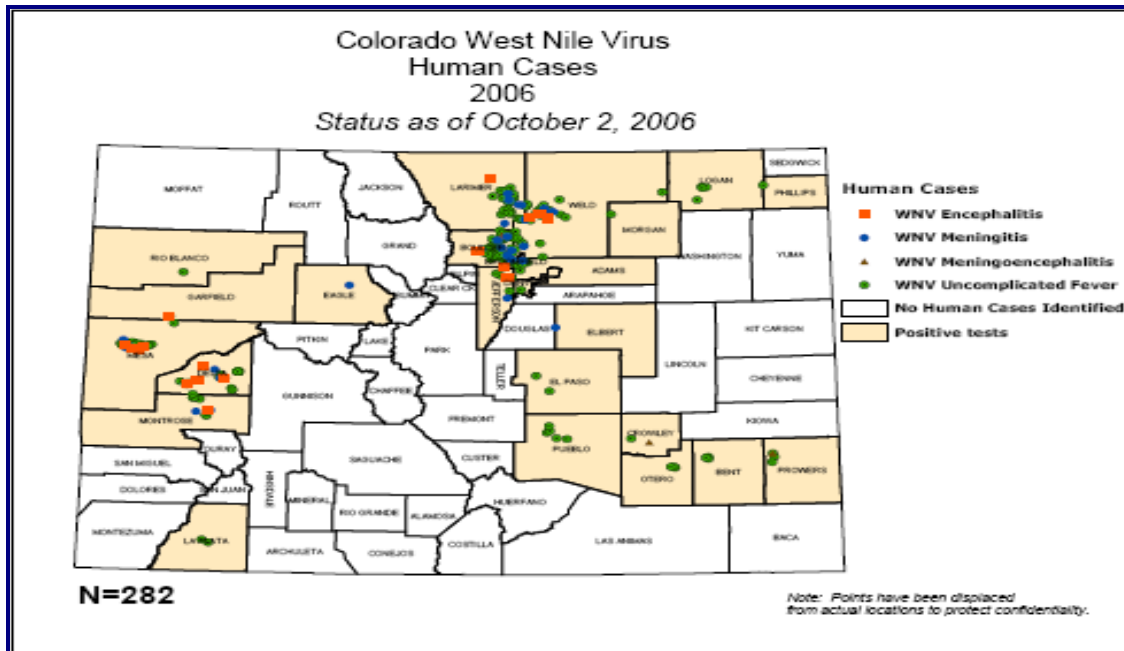 Colorado West Nile Virus
Human Cases
2006
Status as of October 2, 2006
MOFFAT
ROUTT
JACKSON
LARIMER
WELD
LOGAN
SEDGWICK
PHILLIPS
MORGAN
GRAND
RIO BLANCO
WASHINGTON
YUMA
ADAMS
GARFIELD
EAGLE
CLEAR CK
JEFFERSON
ARAPAHOE
DOUGLAS
ELBERT
KIT CARSON
MESA
PITKIN
LAKE
PARK
TELLER
LINCOLN
EL PASO
CHEYENNE
GUNNISON
CHAFFEE
FREMONT
KIOWA
MONTROSE
CROWLEY
PUEBLO
OURAY
SAN MIGUEL
SAGUACHE
CUSTER
OTERO
BENT
PROWERS
DOLORES
SAN JUAN
HINSDALE
MINERAL
RIO GRANDE
ALAMOSA
HUERFANO
MONTEZUMA
LA PLATA
ARCHULETA
CONEJOS
COSTILLA
LAS ANIMAS
BACA
Human Cases
WNV Encephalitis
WNV Meningitis
WNV Meningoencephalitis
WNV Uncomplicated Fever
No Human Cases Identified
Positive tests
N=282
Note: Points have been displaced
from actual locations to protect confidentiality.